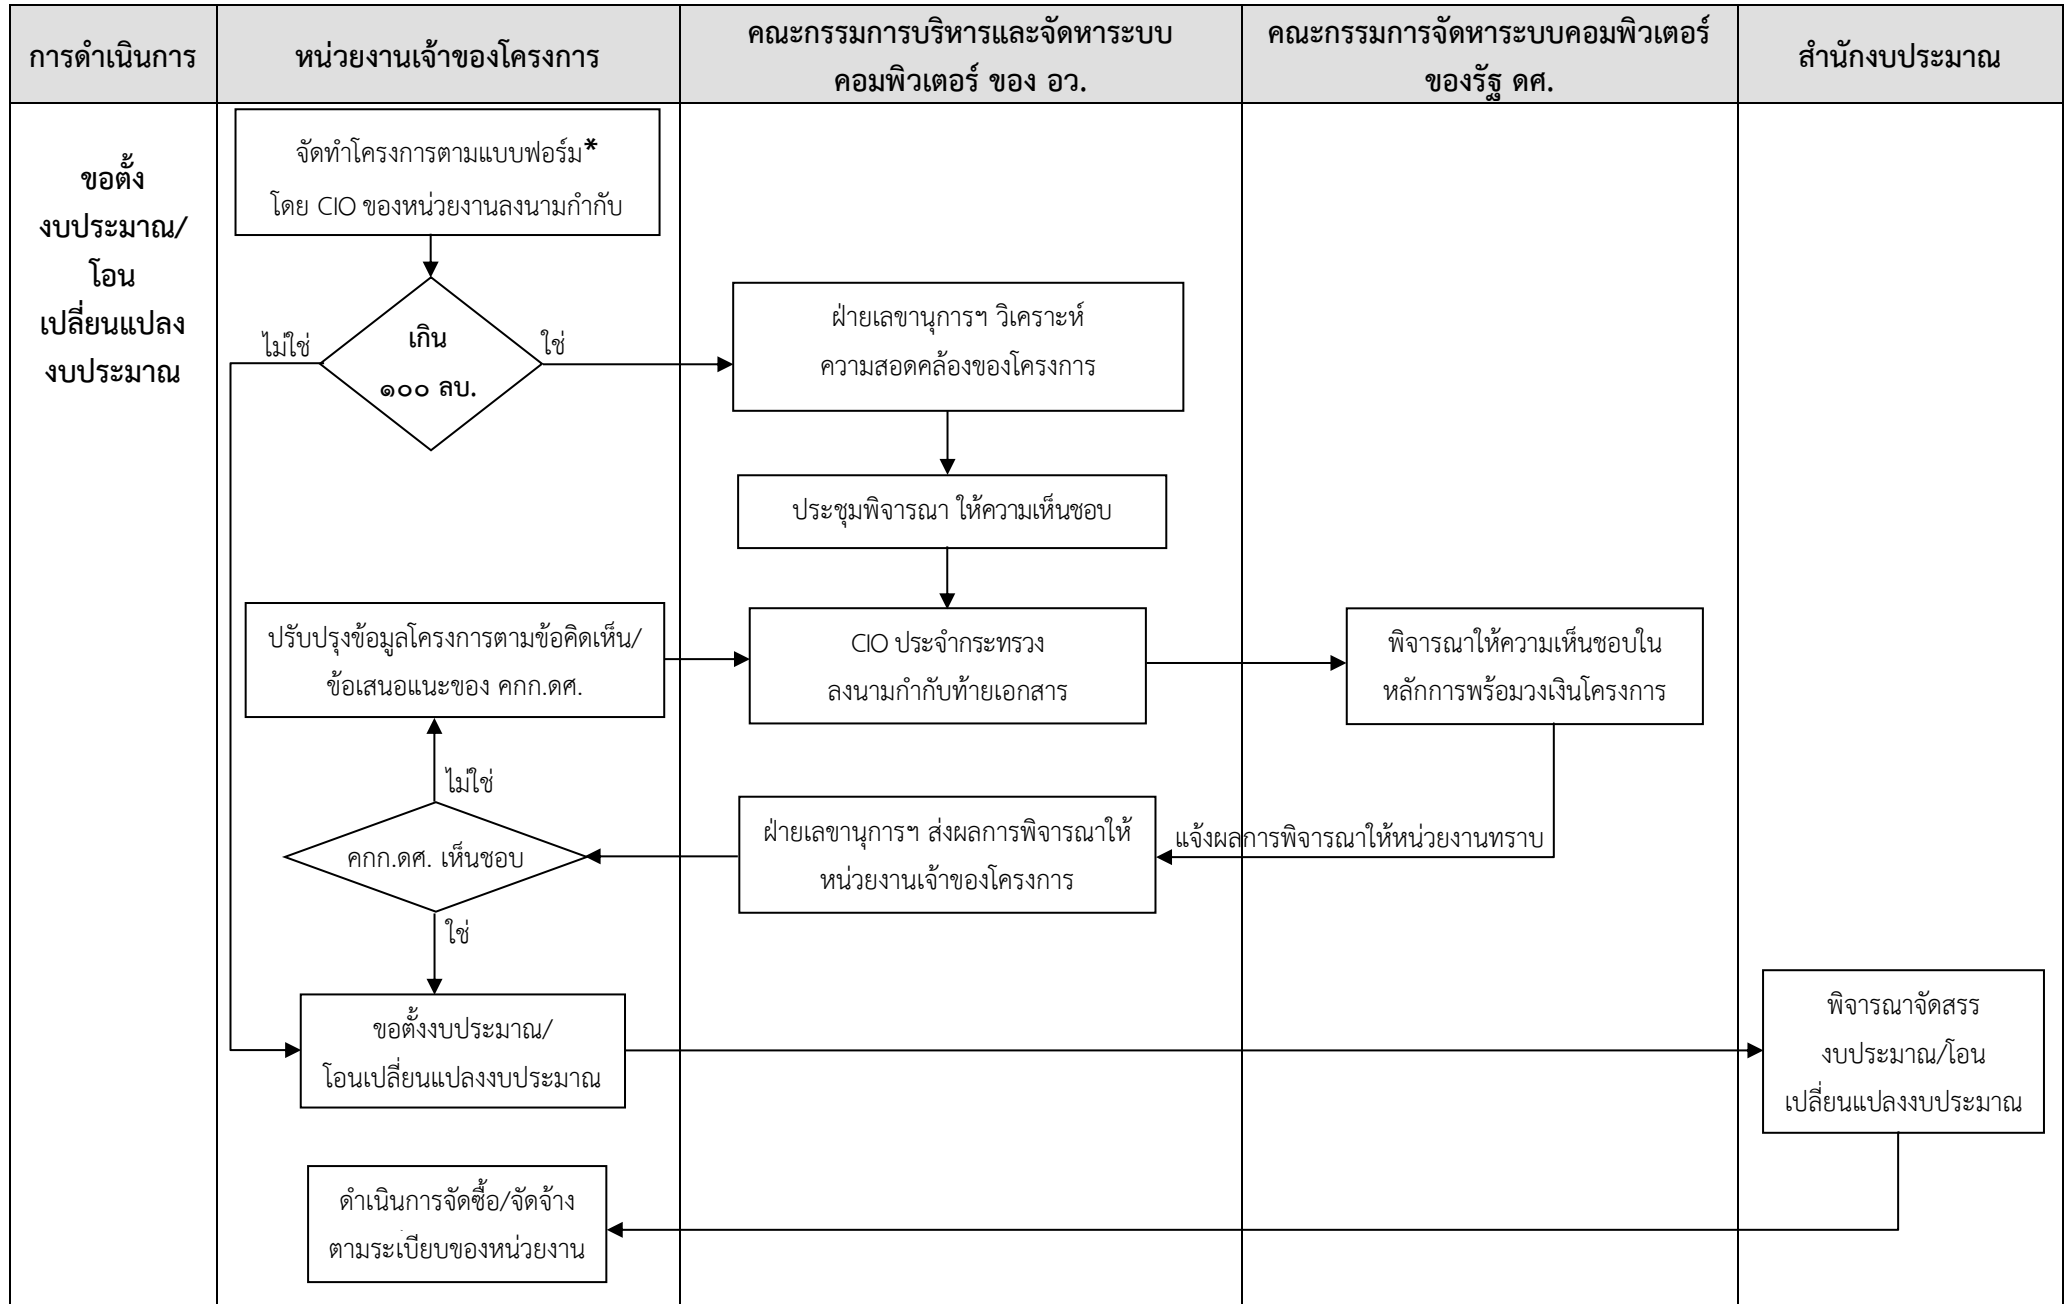 การดำเนินการ
หน่วยงานเจ้าของโครงการ
คณะกรรมการบริหารและจัดหาระบบ
คอมพิวเตอร์ ของ อว.
คณะกรรมการจัดหาระบบคอมพิวเตอร์
ของรัฐ ดศ.
สำนักงบประมาณ
ขอตั้ง
งบประมาณ/
โอน
เปลี่ยนแปลง
งบประมาณ
จัดทำโครงการตามแบบฟอร์ม*
โดย CIO ของหน่วยงานลงนามกำกับ
เกิน
๑๐๐ ลบ.
ไม่ใช่
ใช่
ฝ่ายเลขานุการฯ วิเคราะห์
ความสอดคล้องของโครงการ
ประชุมพิจารณา ให้ความเห็นชอบ
ปรับปรุงข้อมูลโครงการตามข้อคิดเห็น/
ข้อเสนอแนะของ คกก.ดศ.
CIO ประจำกระทรวง
ลงนามกำกับท้ายเอกสาร
พิจารณาให้ความเห็นชอบใน
หลักการพร้อมวงเงินโครงการ
ไม่ใช่
คกก.ดศ. เห็นชอบ
ใช่
ฝ่ายเลขานุการฯ ส่งผลการพิจารณาให้
หน่วยงานเจ้าของโครงการ
แจ้งผลการพิจารณาให้หน่วยงานทราบ
ขอตั้งงบประมาณ/
โอนเปลี่ยนแปลงงบประมาณ
พิจารณาจัดสรร
งบประมาณ/โอน
เปลี่ยนแปลงงบประมาณ
ดำเนินการจัดซื้อ/จัดจ้าง
ตามระเบียบของหน่วยงาน